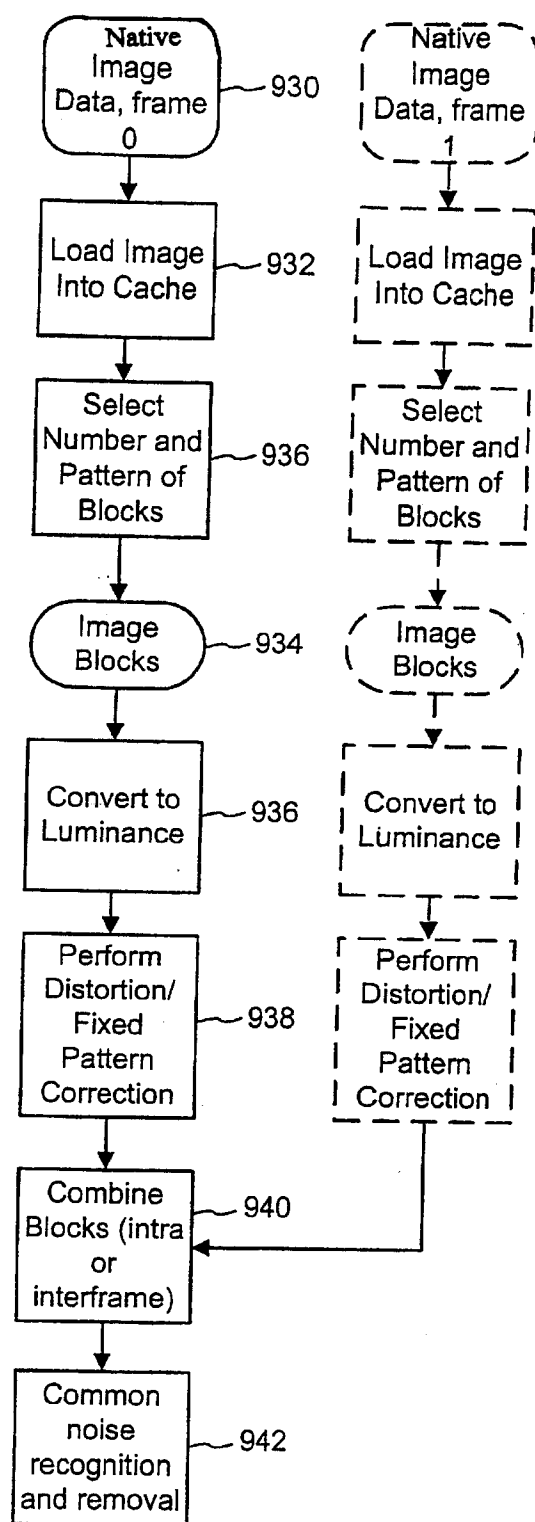 Native
Image
Data, frame
0
930
Load Image
Into Cache
932
Select
Number and
Pattern of
Blocks
936
Image
Blocks
934
Convert to
Luminance
936
Perform
Distortion/
Fixed
Pattern
Correction
938
Combine
Blocks (intra
or
interframe)
940
Common
noise
recognition
and removal
942
Native
Image
Data, frame
1
Load Image
Into Cache
Select
Number and
Pattern of
Blocks
Image
Blocks
Convert to
Luminance
Perform
Distortion/
Fixed
Pattern
Correction